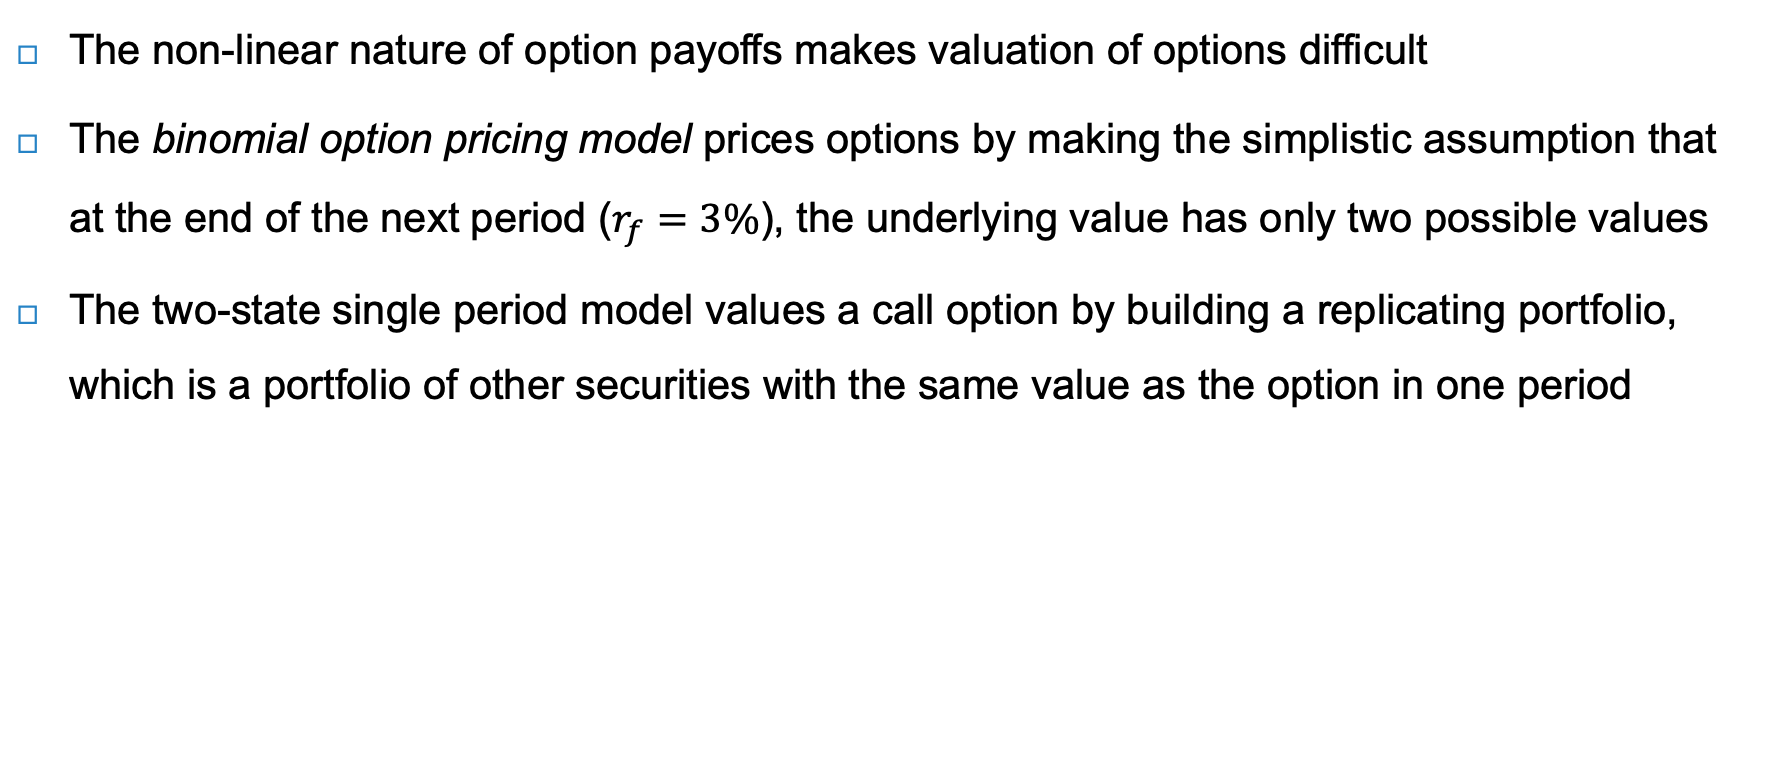 The non-linear nature of option payoffs makes valuation of options difficult
The binomial option pricing model prices options by making the simplistic assumption that
at the end of the next period (r_f = 3%), the underlying value has only two possible values
The two-state single period model values a call option by building a replicating portfolio,
which is a portfolio of other securities with the same value as the option in one period